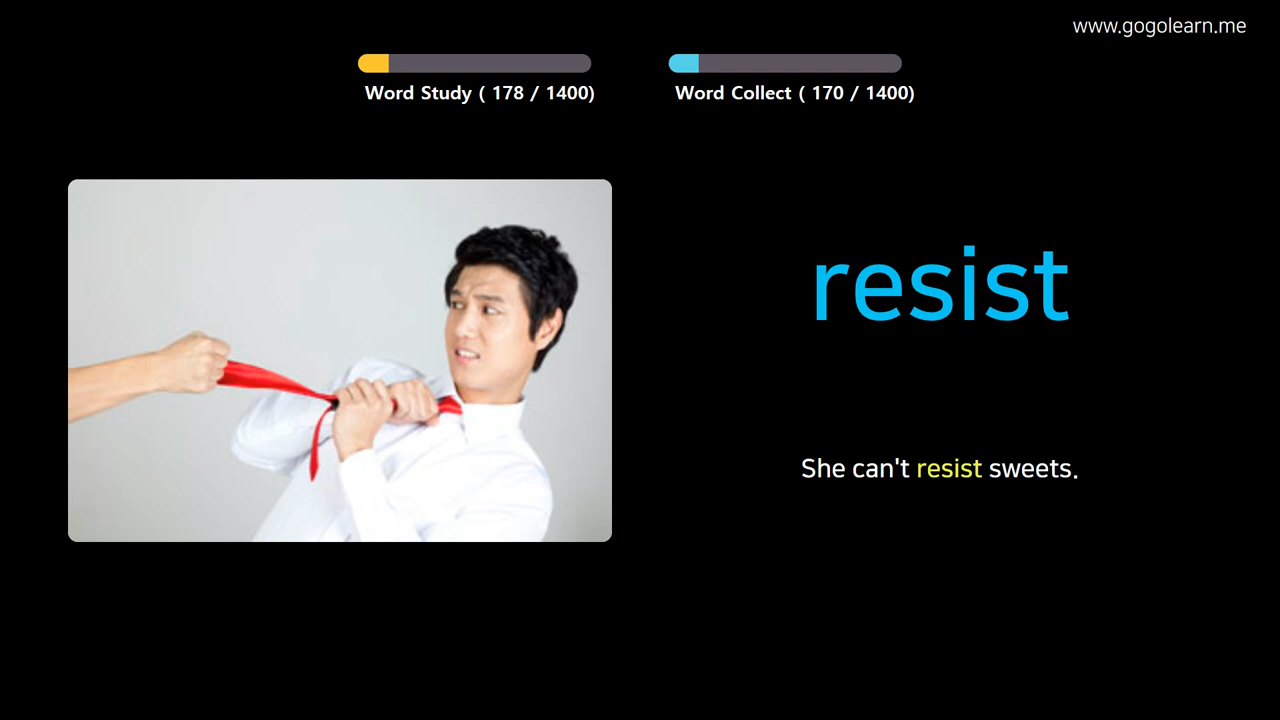 www.gogolearn.me
Word Study ( 178 / 1400)
Word Collect ( 170 / 1400)
resist
She can't resist sweets.